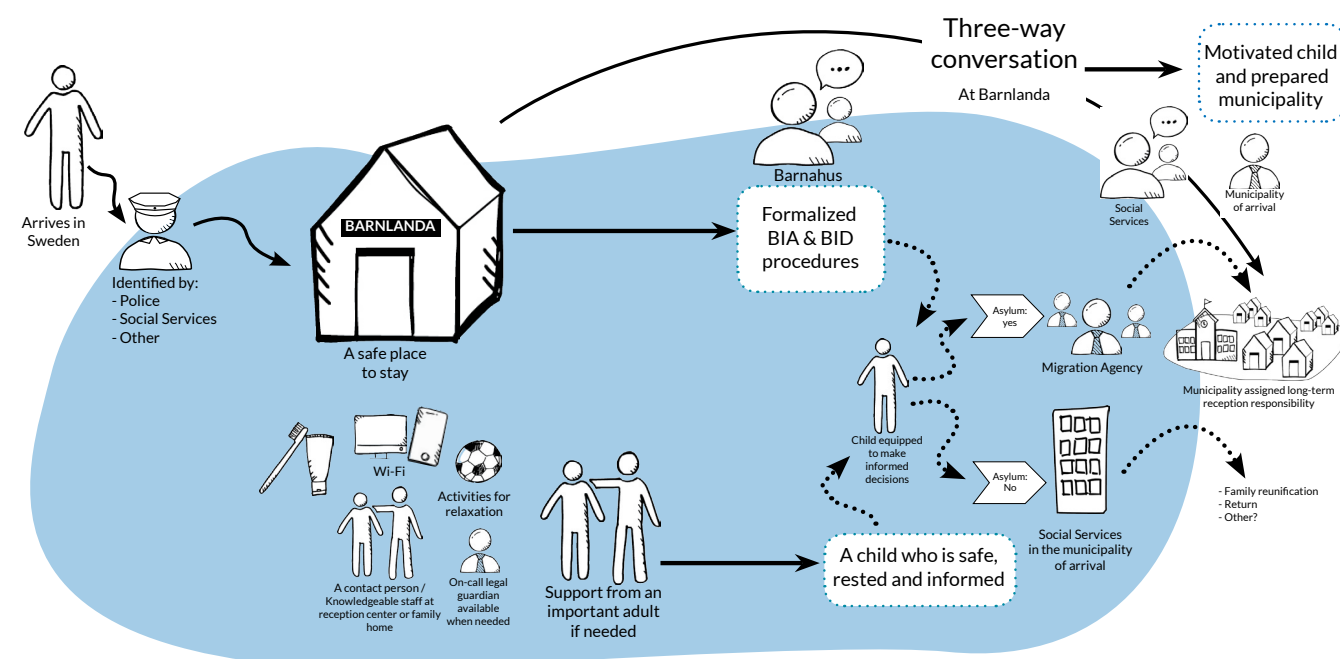 Three-way
conversation
At Barnlanda
Motivated child
and prepared
municipality
Arrives in
Sweden
Identified by:
- Police
- Social Services
- Other
BARNLANDA
A safe place
to stay
Barnahus
Formalized
BIA & BID
procedures
Social
Services
Municipality
of arrival
Asylum:
yes
Migration Agency
Municipality assigned long-term
reception responsibility
Child equipped
to make
informed
decisions
Asylum:
No
Social Services
in the municipality
of arrival
- Family reunification
- Return
- Other?
Wi-Fi
Activities for
relaxation
A contact person /
Knowledgeable staff at
reception center or family
home
On-call legal
guardian
available
when needed
Support from an
important adult
if needed
A child who is safe,
rested and informed